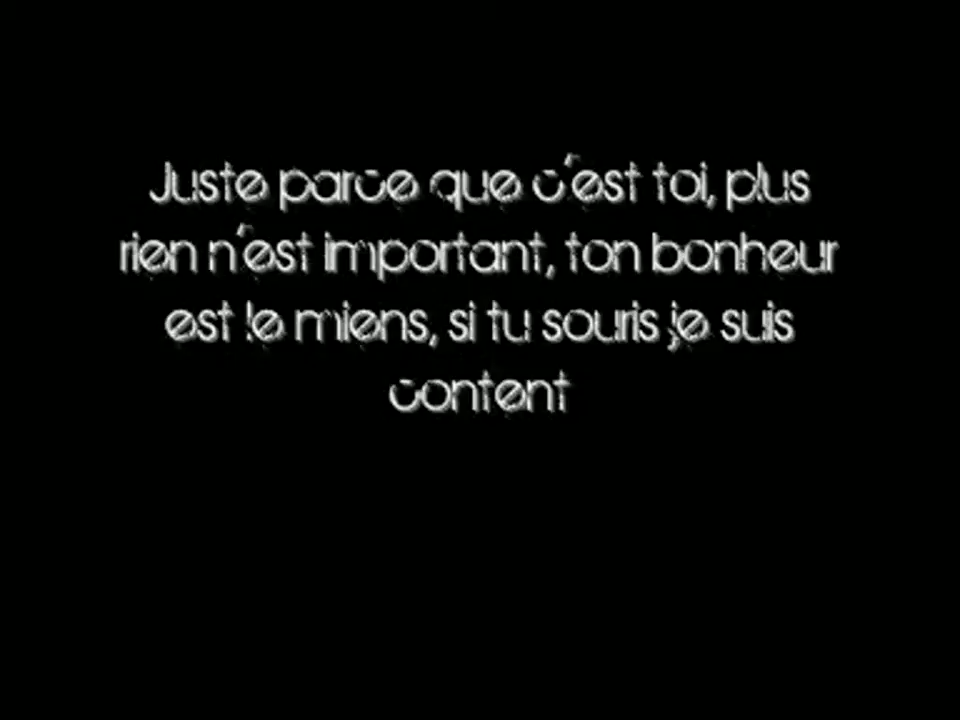 Juste parce que c'est toi, plus
rien n'est important, ton bonheur
est le miens, si tu souris je suis
content